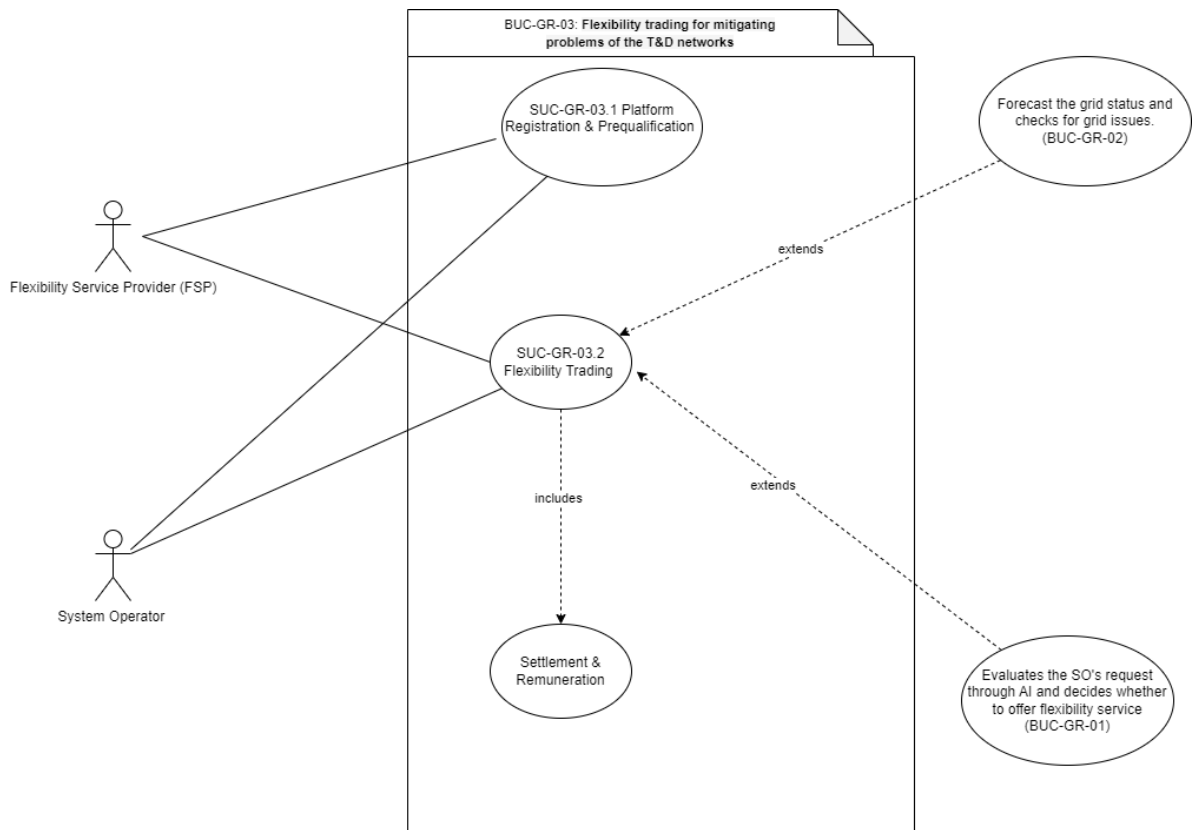 BUC-GR-03: Flexibility trading for mitigating
problems of the T&D networks
SUC-GR-03.1 Platform
Registration & Prequalification
Forecast the grid status and
checks for grid issues.
(BUC-GR-02)
Flexibility Service Provider (FSP)
extends
SUC-GR-03.2
Flexibility Trading
extends
includes
System Operator
Settlement &
Remuneration
Evaluates the SO's request
through AI and decides whether
to offer flexibility service
(BUC-GR-01)